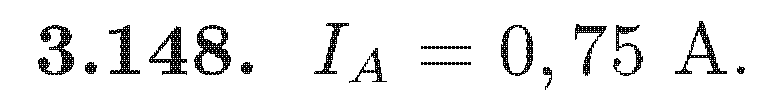 3.148. I_A = 0,75 A.